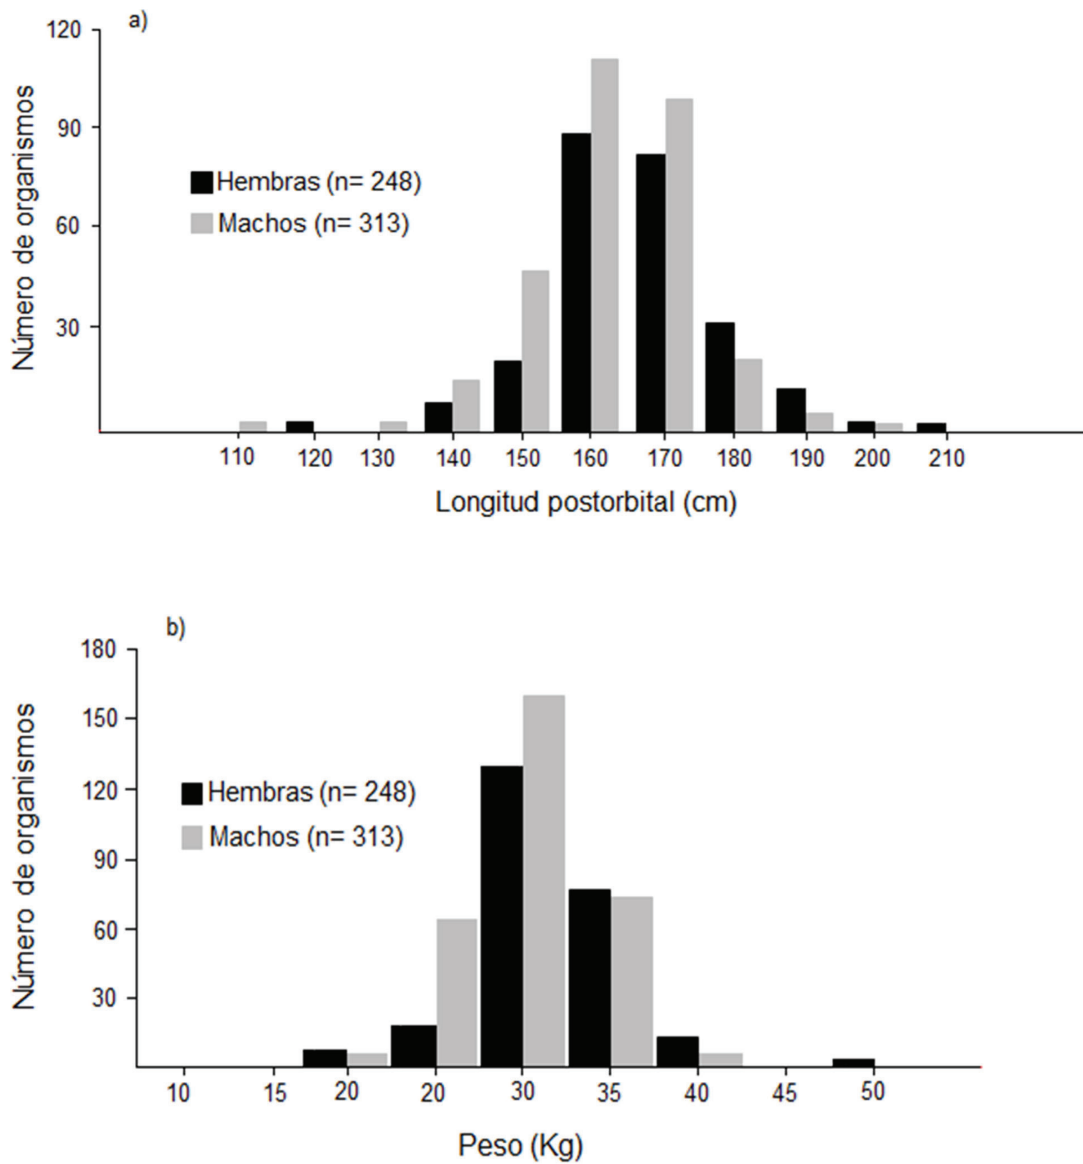 a)
120
90
60
30
Número de organismos
Hembras (n= 248)
Machos (n= 313)
110 120 130 140 150 160 170 180 190 200 210
Longitud postorbital (cm)
b)
180
150
120
90
60
30
Número de organismos
Hembras (n= 248)
Machos (n= 313)
10 15 20 20 30 35 40 45 50
Peso (Kg)